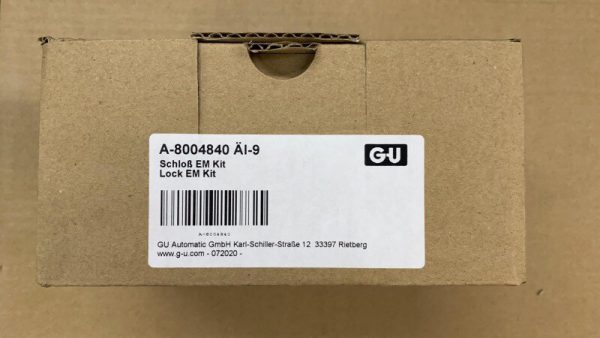 A-8004840 ÄI-9
G-U
Schloß EM Kit
Lock EM Kit
A-8004840
GU Automatic GmbH Karl-Schiller-Straße 12 33397 Rietberg
www.g-u.com - 072020 -